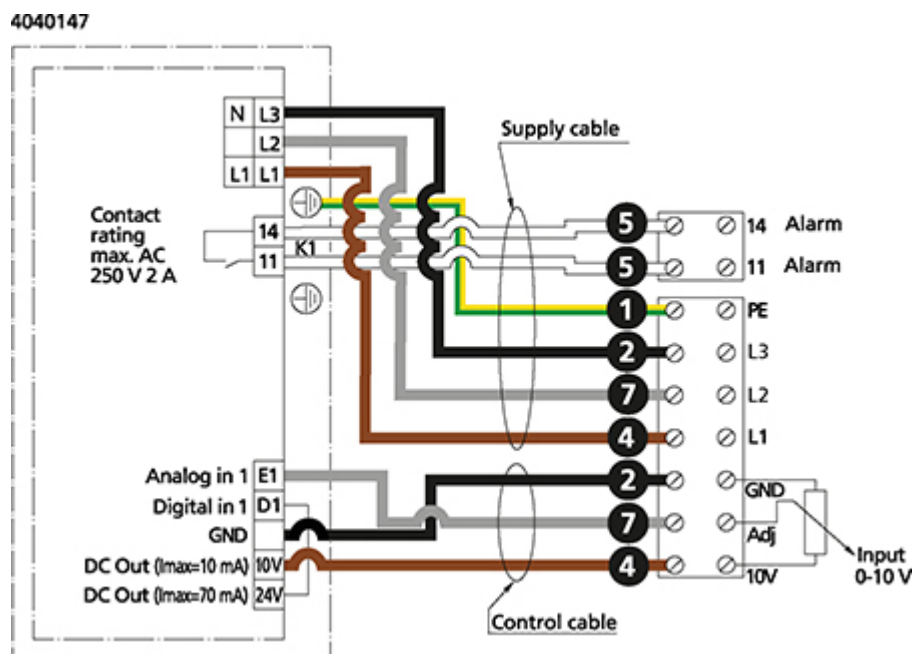 4040147
N L3
L2
L1 L1
Supply cable
Contact
rating
max. AC
250 V 2 A
14
K1
11
5 14 Alarm
5 11 Alarm
1 PE
2 L3
7 L2
4 L1
2 GND
7 Adj
4 10V
Input
0-10 V
Analog in 1 E1
Digital in 1 D1
GND
DC Out (Imax=10 mA) 10V
DC Out (Imax=70 mA) 24V
Control cable